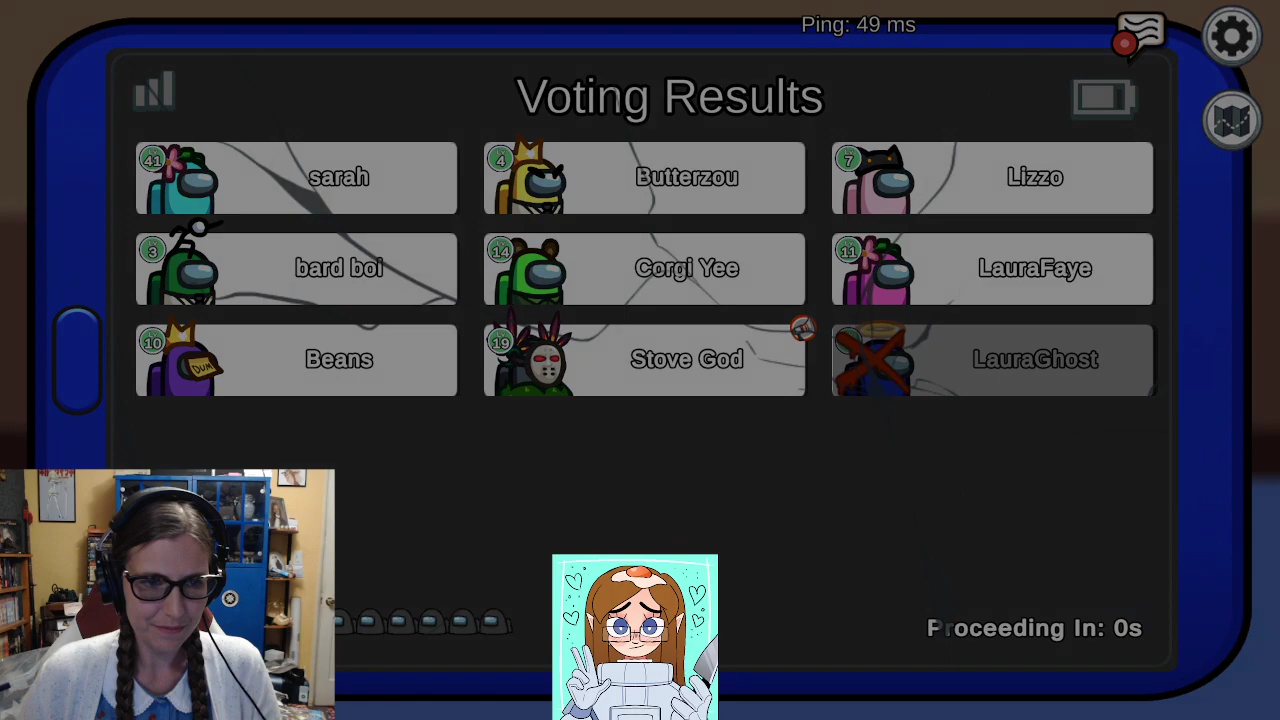 Ping: 49 ms
Voting Results
41 sarah
4 Butterzou
7 Lizzo
3 bard boi
14 Corgi Yee
11 LauraFaye
10 Beans
DUM
19 Stove God
LauraGhost
Proceeding In: 0s